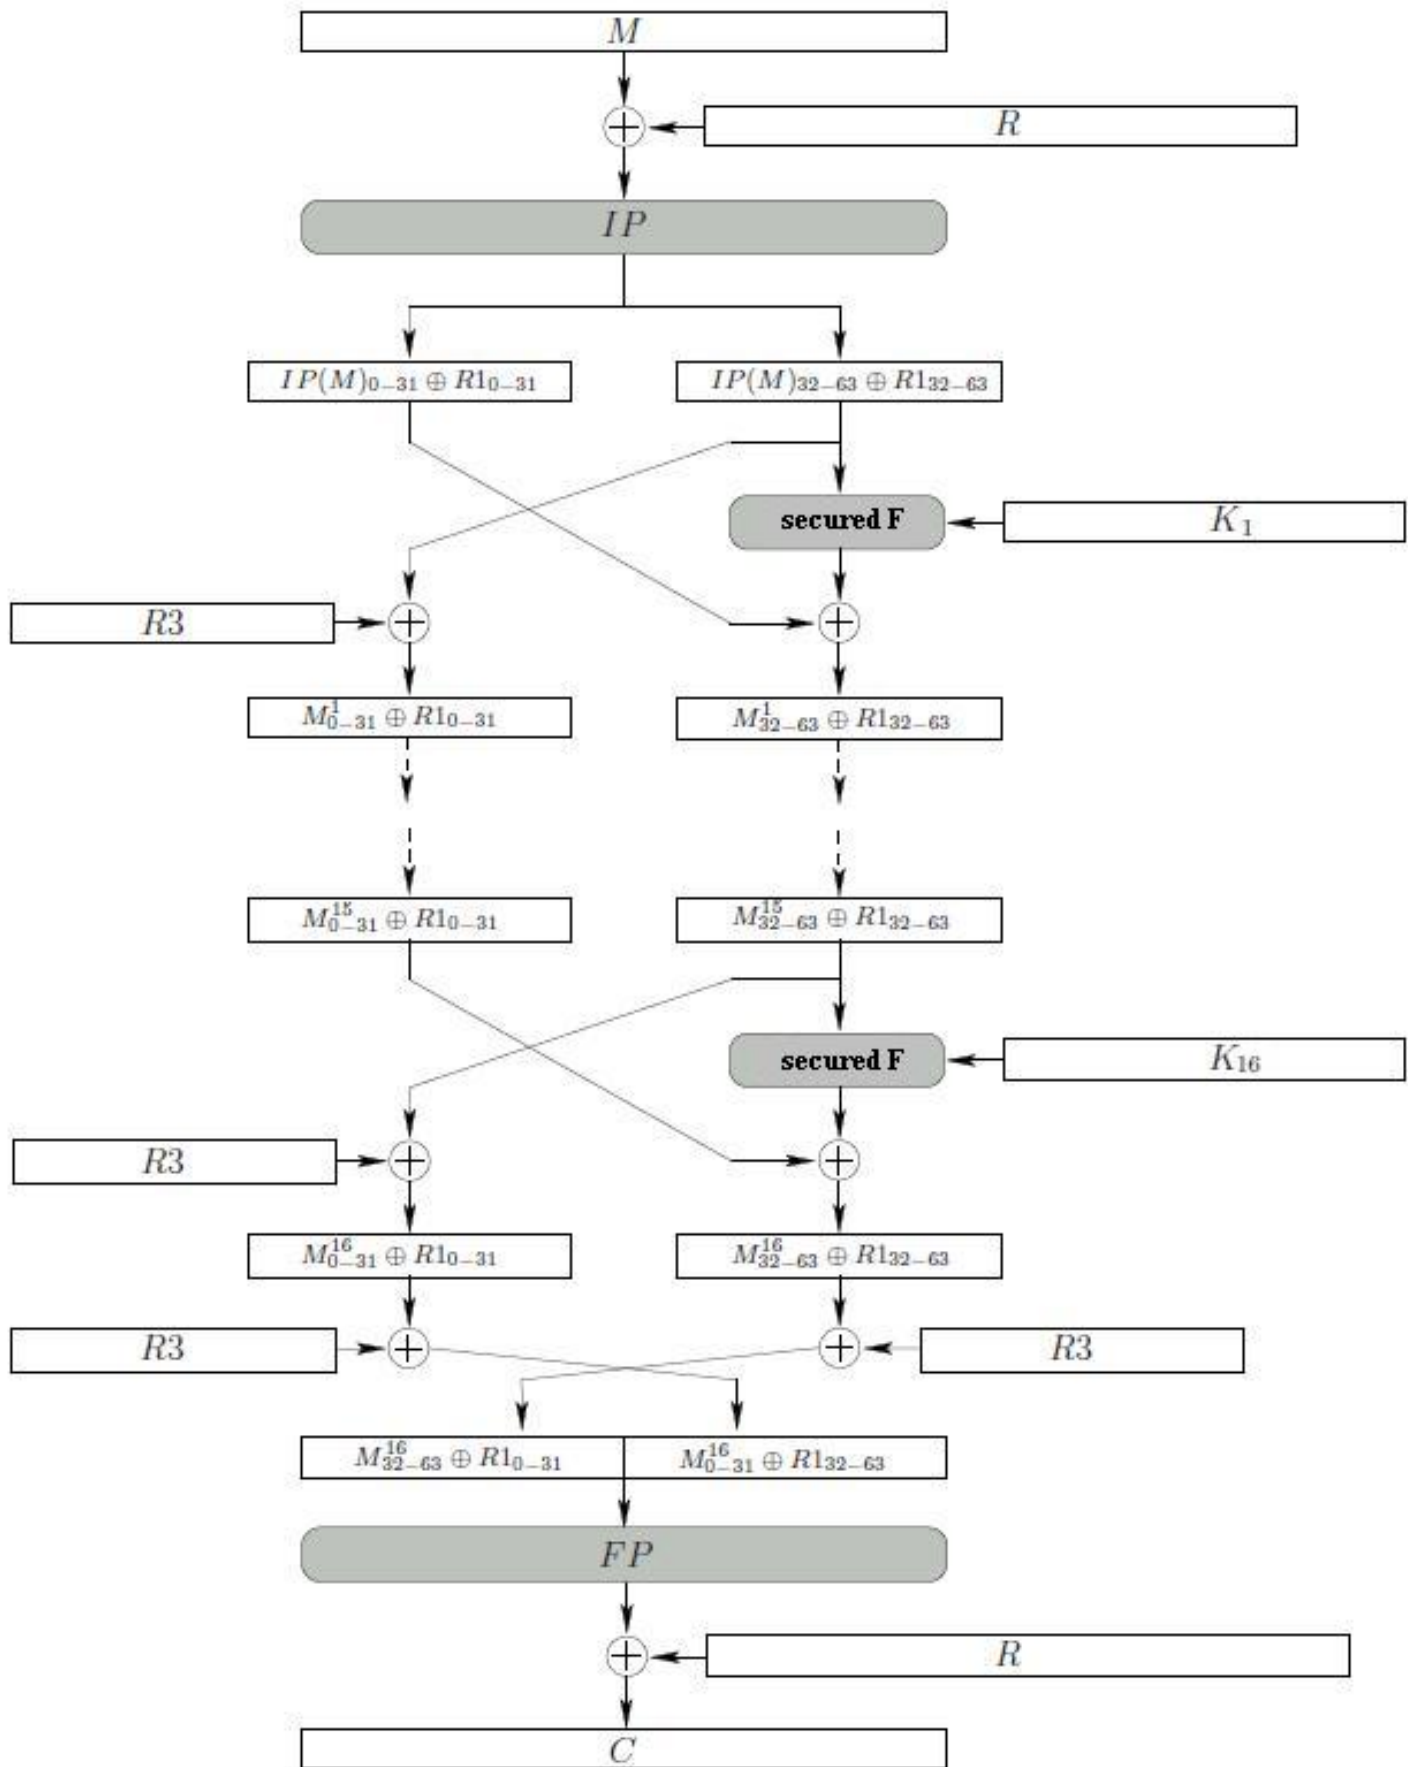 M
R
IP
IP(M)₀₋₃₁ ⊕ R1₀₋₃₁
IP(M)₃₂₋₆₃ ⊕ R1₃₂₋₆₃
secured F
K₁
R3
M¹₀₋₃₁ ⊕ R1₀₋₃₁
M¹₃₂₋₆₃ ⊕ R1₃₂₋₆₃
M¹⁵₀₋₃₁ ⊕ R1₀₋₃₁
M¹⁵₃₂₋₆₃ ⊕ R1₃₂₋₆₃
secured F
K₁₆
R3
M¹⁶₀₋₃₁ ⊕ R1₀₋₃₁
M¹⁶₃₂₋₆₃ ⊕ R1₃₂₋₆₃
R3
R3
M¹⁶₃₂₋₆₃ ⊕ R1₀₋₃₁
M¹⁶₀₋₃₁ ⊕ R1₃₂₋₆₃
FP
R
C